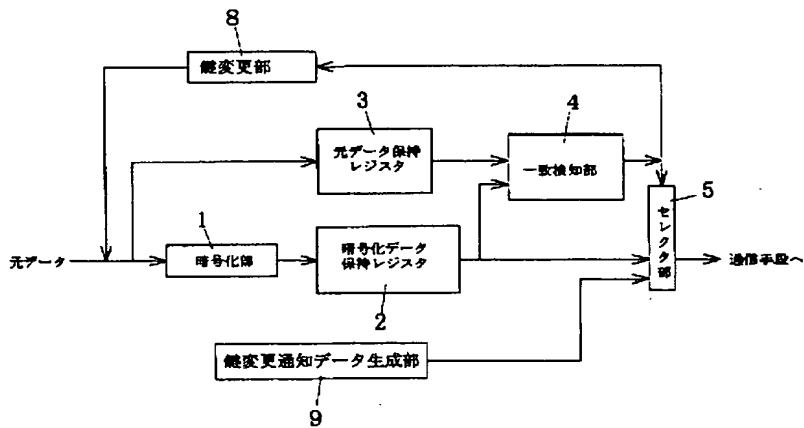 8
鍵変更部
3
元データ保持
レジスタ
4
一致検知部
5
セレクタ部
1
元データ
暗号化部
暗号化データ
保持レジスタ
通信手段へ
2
鍵変更通知データ生成部
9